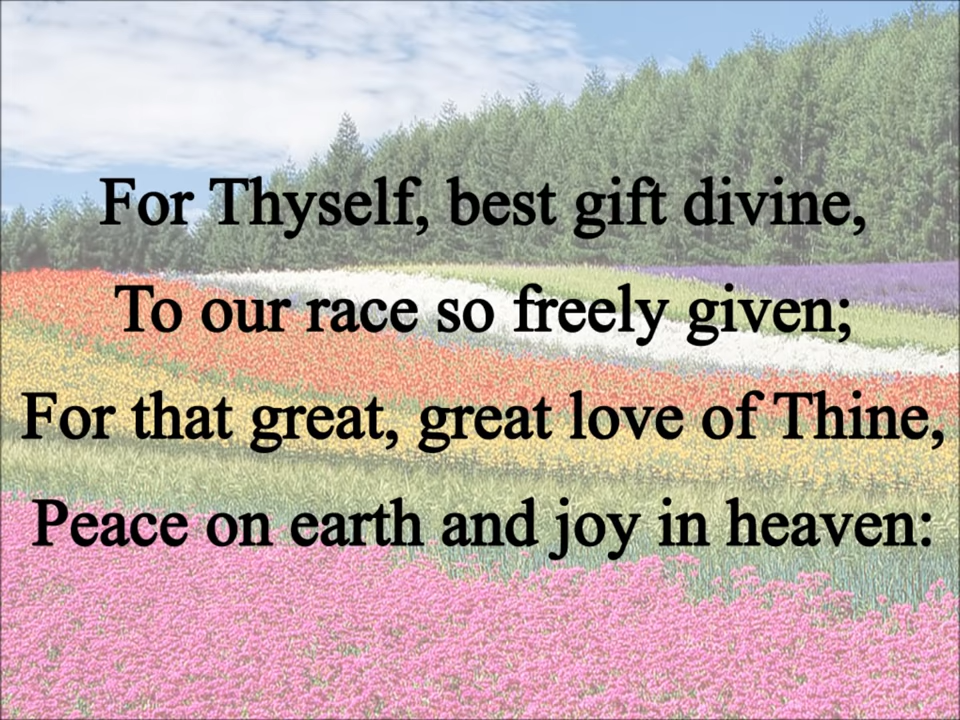 For Thyself, best gift divine,
To our race so freely given;
For that great, great love of Thine,
Peace on earth and joy in heaven: